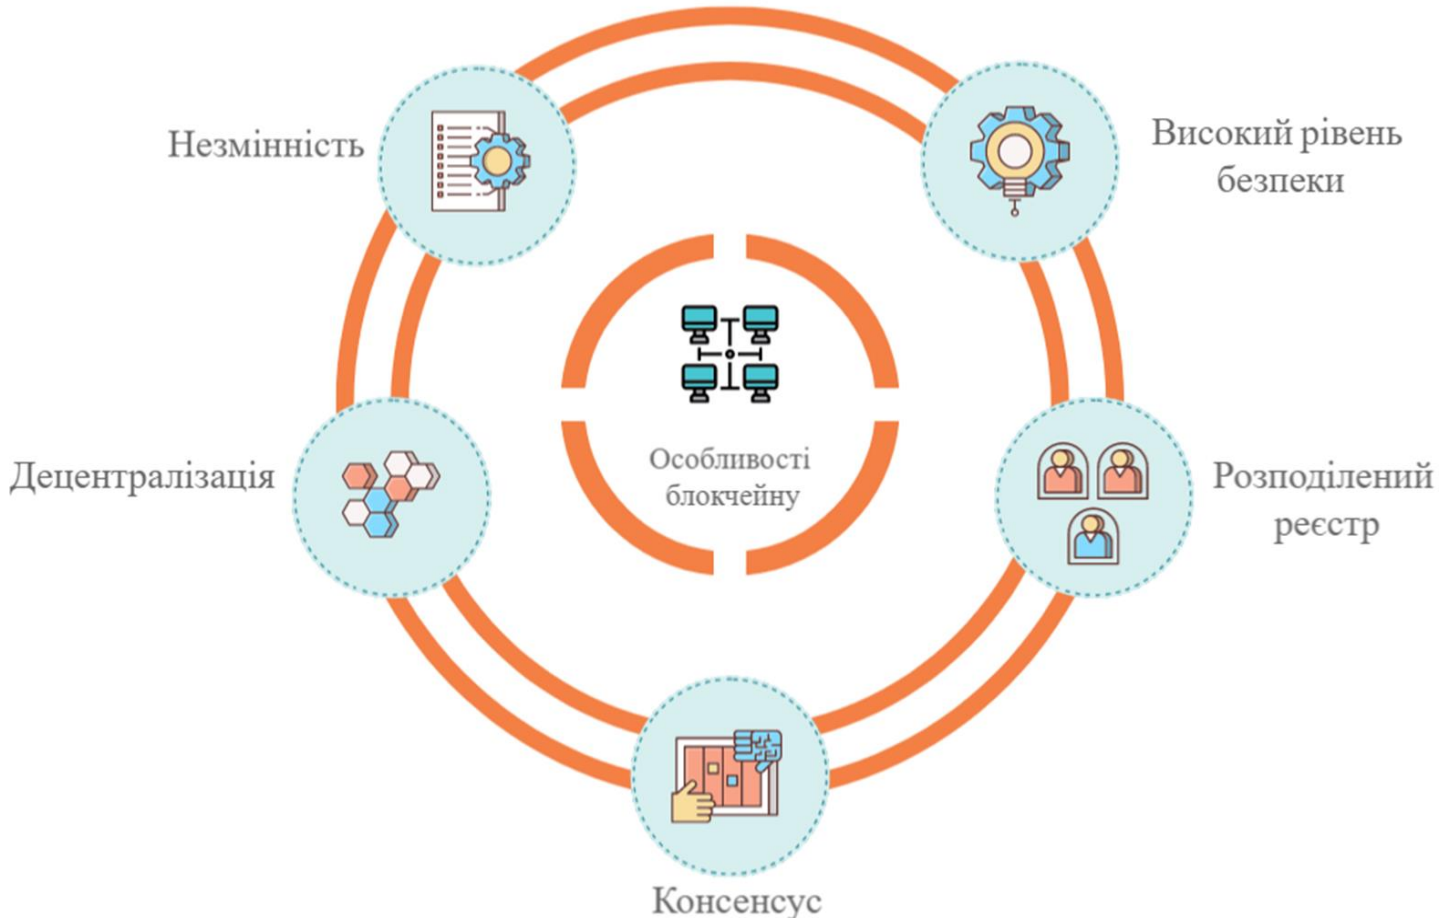 Незмінність
Високий рівень
безпеки
Особливості
блокчейну
Децентралізація
Розподілений
реєстр
Консенсус